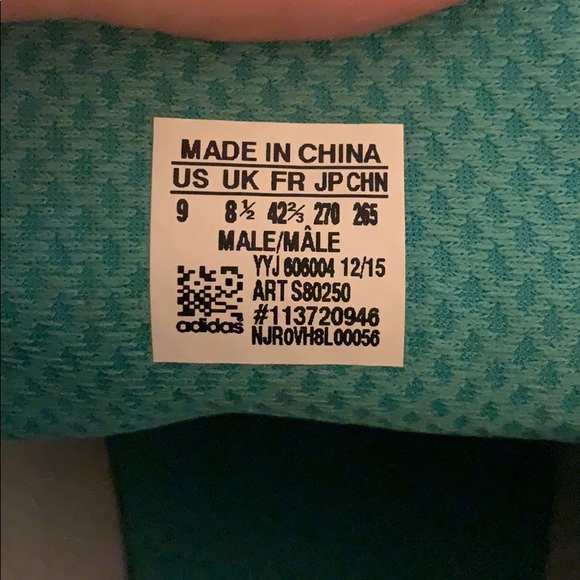 MADE IN CHINA
US UK FR JP CHN
9 8½ 42⅔ 270 265
MALE/MÂLE
YYJ 606004 12/15
ART S80250
#113720946
adidas
NJR0VH8L00056